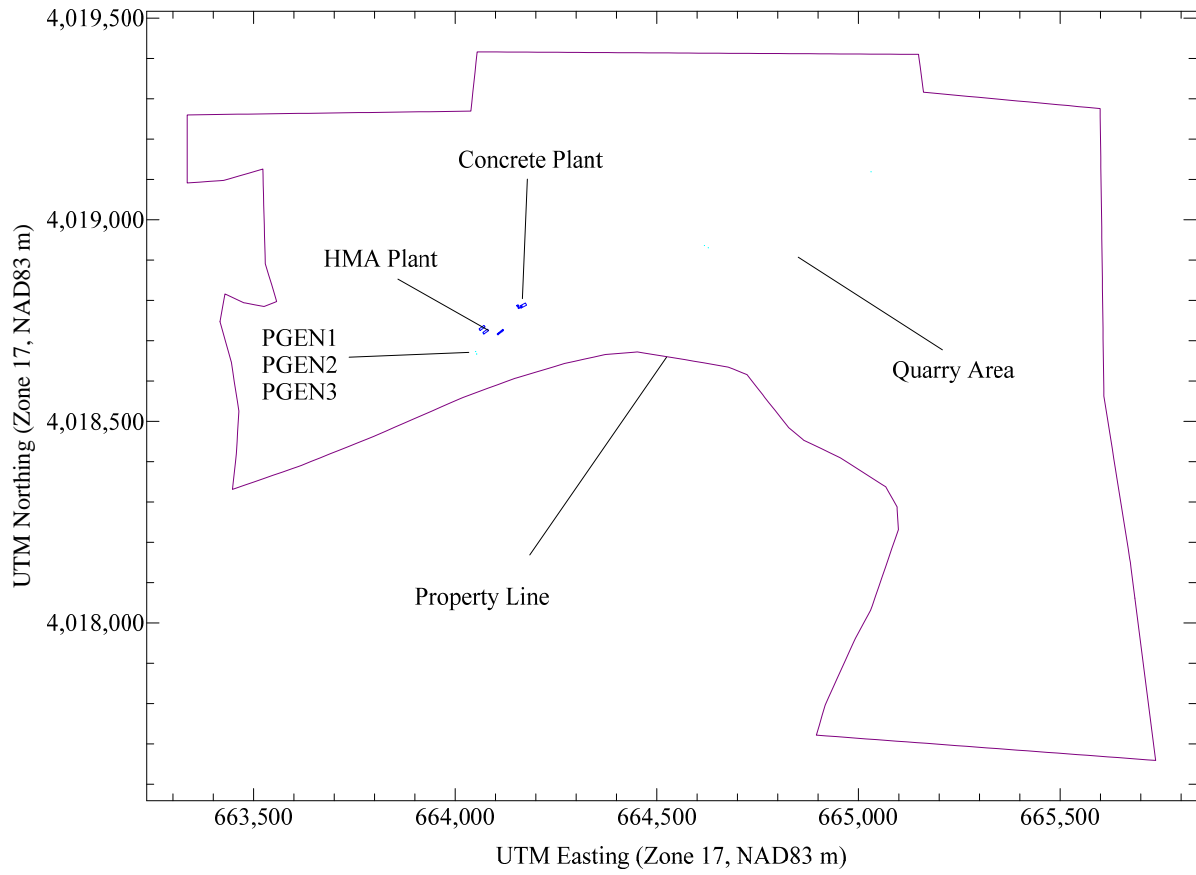 4,019,500
Concrete Plant
4,019,000
HMA Plant
PGEN1
PGEN2
PGEN3
Quarry Area
4,018,500
Property Line
4,018,000
UTM Northing (Zone 17, NAD83 m)
663,500
664,000
664,500
665,000
665,500
UTM Easting (Zone 17, NAD83 m)